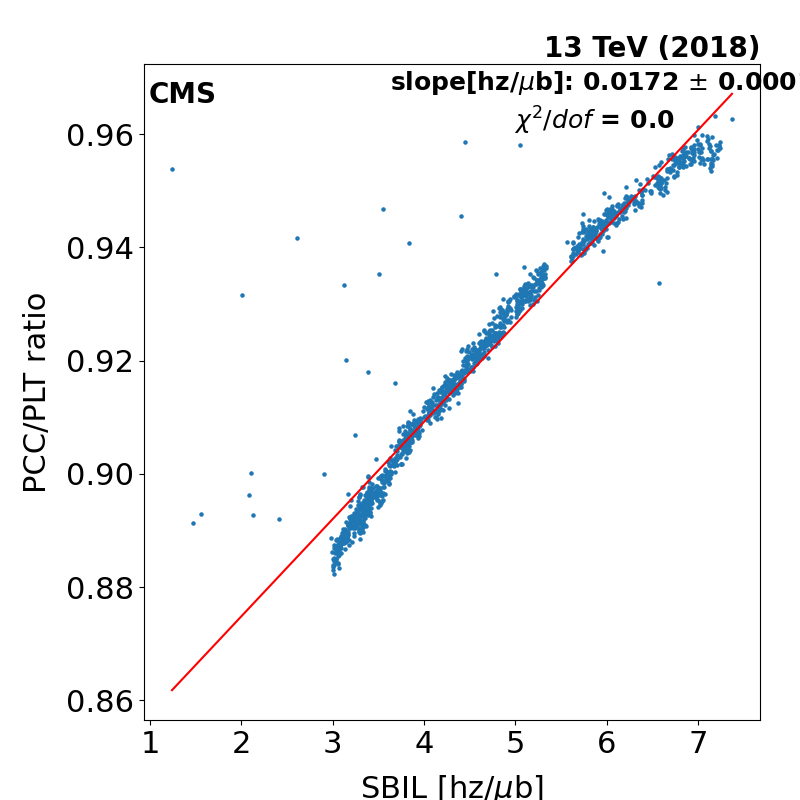 13 TeV (2018)
CMS
slope[hz/μb]: 0.0172 ± 0.000
χ²/dof = 0.0
0.96
0.94
0.92
0.90
0.88
0.86
PCC/PLT ratio
1 2 3 4 5 6 7
SBIL [hz/μb]